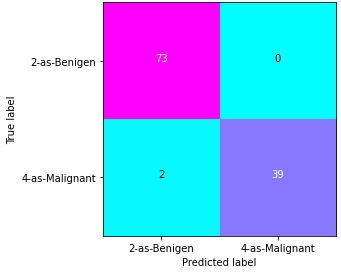 True label
2-as-Benigen
73
0
4-as-Malignant
2
39
2-as-Benigen
4-as-Malignant
Predicted label